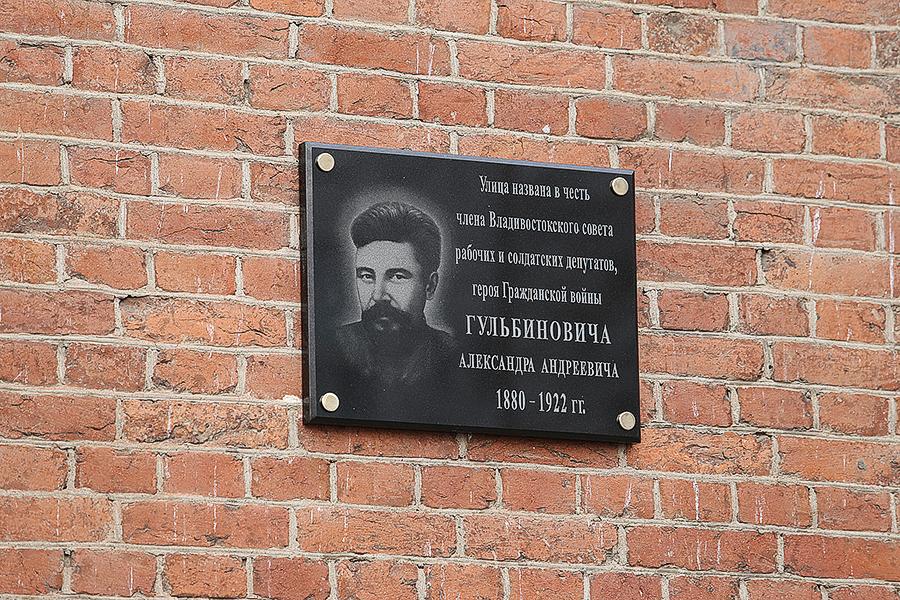 Улица названа в честь
члена Владивостокского совета
рабочих и солдатских депутатов,
героя Гражданской войны
ГУЛЬБИНОВИЧА
АЛЕКСАНДРА АНДРЕЕВИЧА
1880 - 1922 гг.